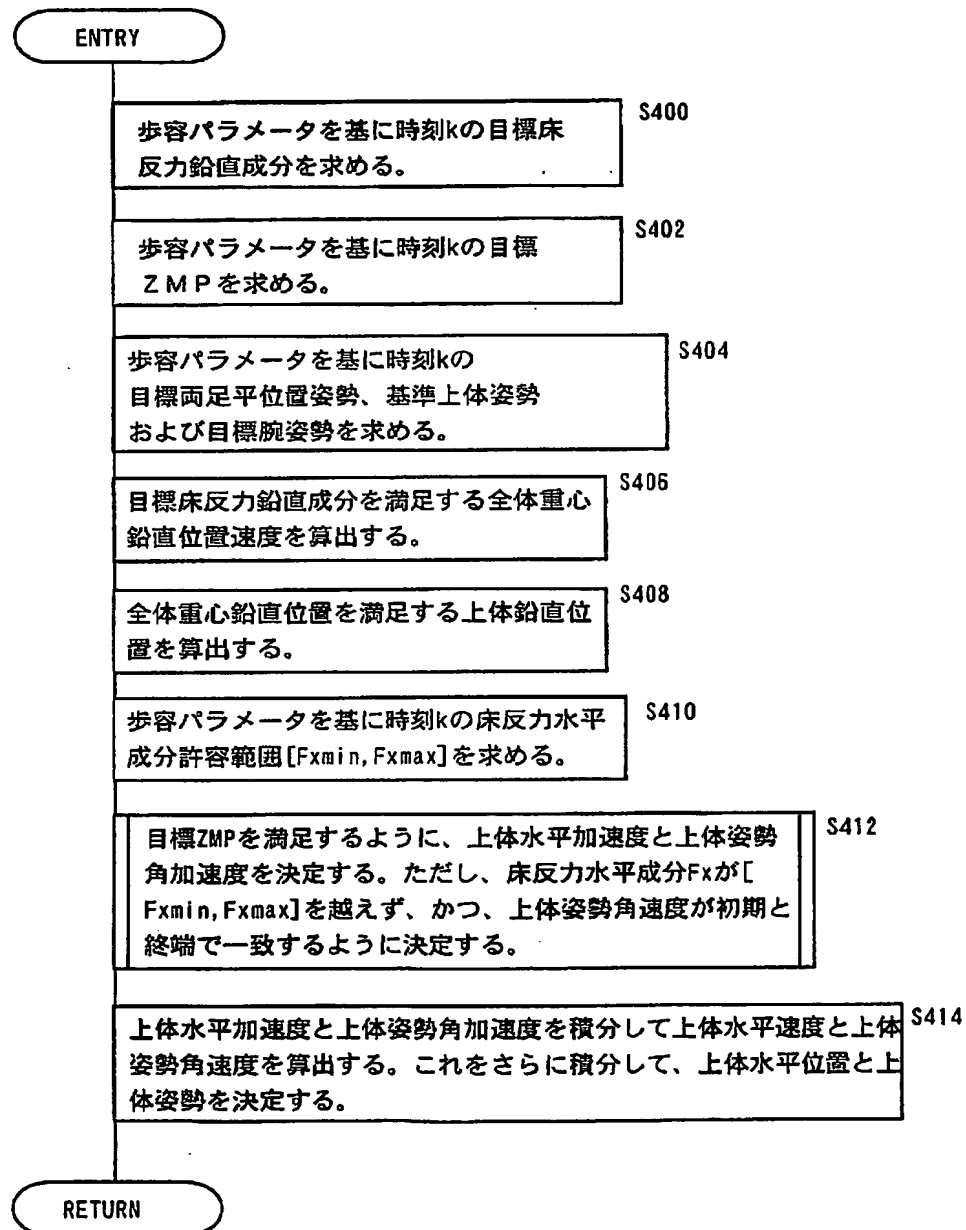 ENTRY
S400
歩容パラメータを基に時刻kの目標床
反力鉛直成分を求める。
S402
歩容パラメータを基に時刻kの目標
ＺＭＰを求める。
S404
歩容パラメータを基に時刻kの
目標両足平位置姿勢、基準上体姿勢
および目標腕姿勢を求める。
S406
目標床反力鉛直成分を満足する全体重心
鉛直位置速度を算出する。
S408
全体重心鉛直位置を満足する上体鉛直位
置を算出する。
S410
歩容パラメータを基に時刻kの床反力水平
成分許容範囲[Fxmin,Fxmax]を求める。
S412
目標ZMPを満足するように、上体水平加速度と上体姿勢
角加速度を決定する。ただし、床反力水平成分Fxが[
Fxmin,Fxmax]を越えず、かつ、上体姿勢角速度が初期と
終端で一致するように決定する。
S414
上体水平加速度と上体姿勢角加速度を積分して上体水平速度と上体
姿勢角速度を算出する。これをさらに積分して、上体水平位置と上
体姿勢を決定する。
RETURN